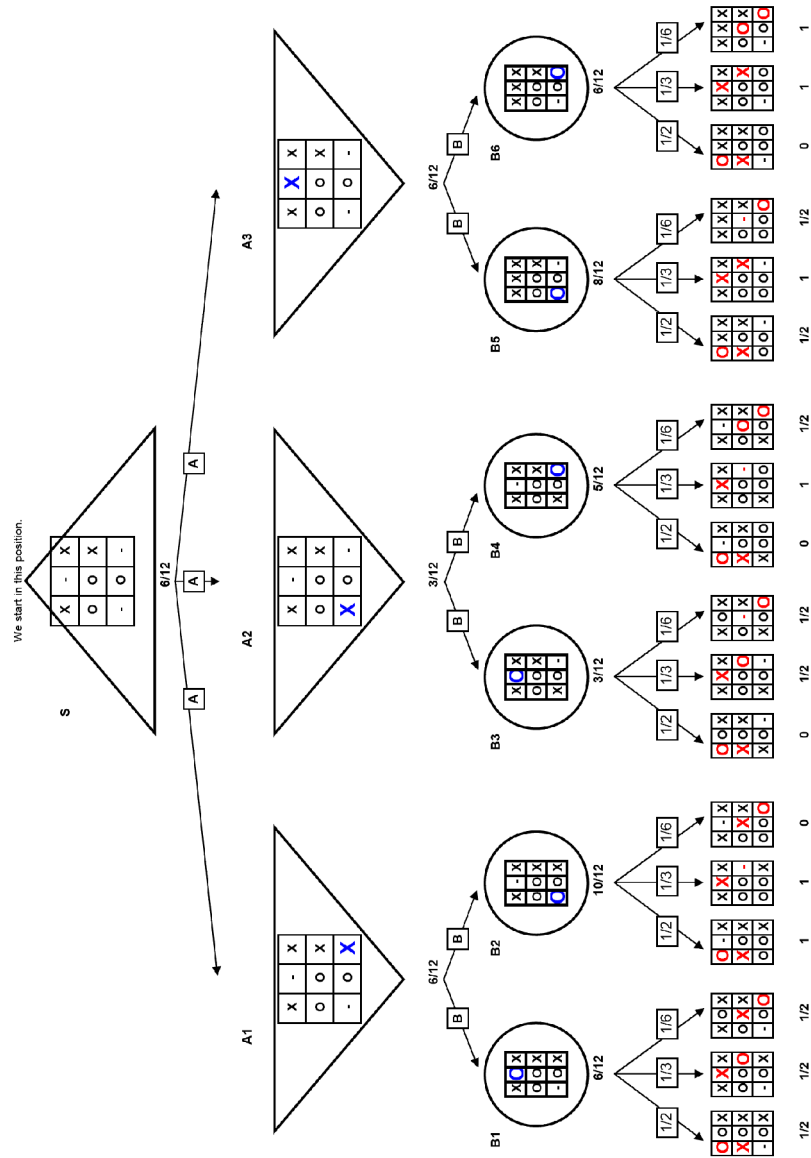 We start in this position.
S
X - X
O O X
- O -
6/12
A A A
A1 A2 A3
X - X X - X X X X
O O X O O X O O X
- O X X O - - O -
6/12 3/12 6/12
B B B B B B
B1 B2 B3 B4 B5 B6
X O X X - X X O X X - X X X X X X X
O O X O O X O O X O O X O O X O O X
- O X O O X X O - X O O O O - - O O
6/12 10/12 3/12 5/12 8/12 6/12
1/2 1/3 1/6 1/2 1/3 1/6 1/2 1/3 1/6 1/2 1/3 1/6 1/2 1/3 1/6 1/2 1/3 1/6
O O X X X X X O X O - X X X X X - X O O X X X X X O X O - X X X X X - X O X X X X X X X X O X X X X X X X X
X O X O O O O X X X O X O O - O X X X O X O O O O - X X O X O O - O O X X O X O O X O - X X O X O O X O O X
- O X - O X - O O O O X O O X O O O X O - X O - X O O X O O X O O X O O O O - O O - O O O - O O - O O - O O
1/2 1/2 1/2 1 1 0 0 1/2 1/2 0 1 1/2 1/2 1 1/2 0 1 1